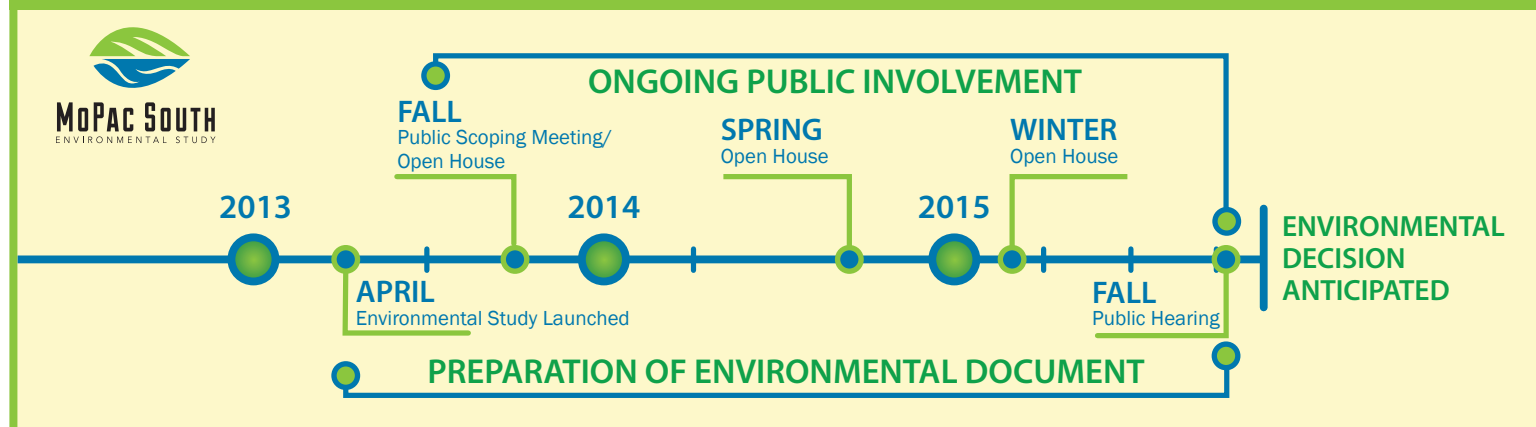 MoPac South
ENVIRONMENTAL STUDY
ONGOING PUBLIC INVOLVEMENT
FALL
Public Scoping Meeting/
Open House
SPRING
Open House
WINTER
Open House
2013
2014
2015
APRIL
Environmental Study Launched
FALL
Public Hearing
ENVIRONMENTAL
DECISION
ANTICIPATED
PREPARATION OF ENVIRONMENTAL DOCUMENT